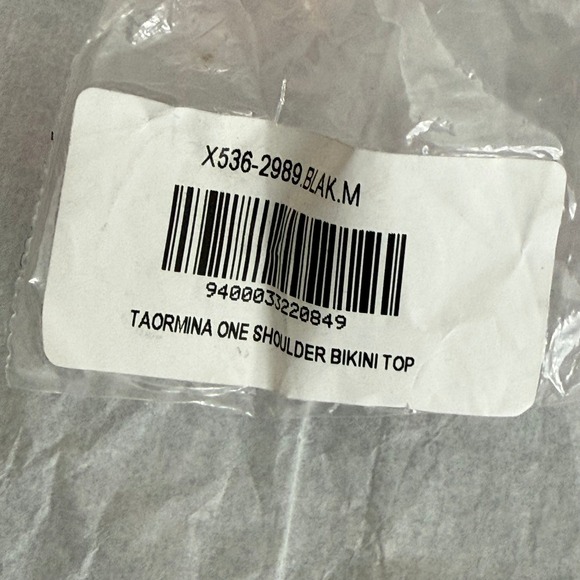 X536-2989.BLAK.M
9400033220849
TAORMINA ONE SHOULDER BIKINI TOP